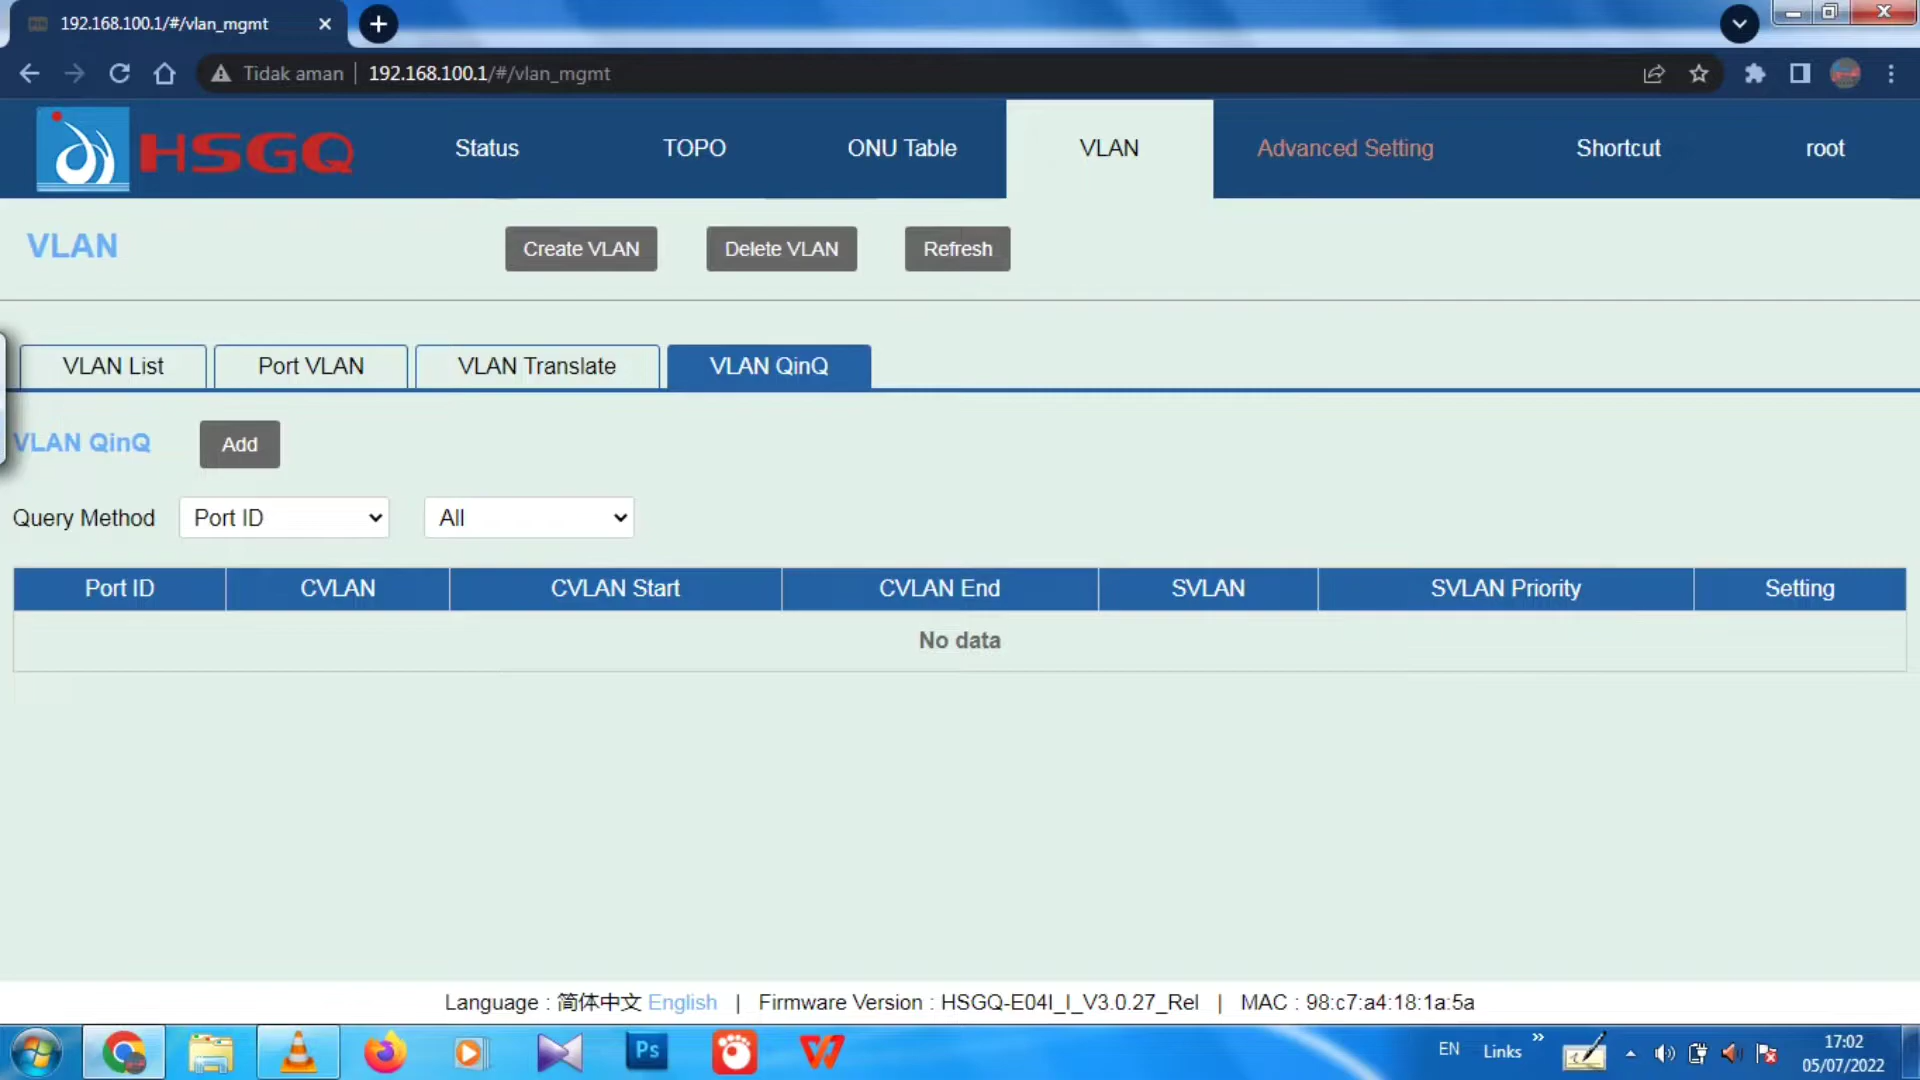 192.168.100.1/#/vlan_mgmt
Tidak aman 192.168.100.1/#/vlan_mgmt
HSGQ Status TOPO ONU Table VLAN Advanced Setting Shortcut root
VLAN Create VLAN Delete VLAN Refresh
VLAN List Port VLAN VLAN Translate VLAN QinQ
VLAN QinQ Add
Query Method Port ID All
Port ID CVLAN CVLAN Start CVLAN End SVLAN SVLAN Priority Setting
No data
Language : 简体中文 English | Firmware Version : HSGQ-E04I_I_V3.0.27_Rel | MAC : 98:c7:a4:18:1a:5a
Ps EN Links » 17:02
05/07/2022